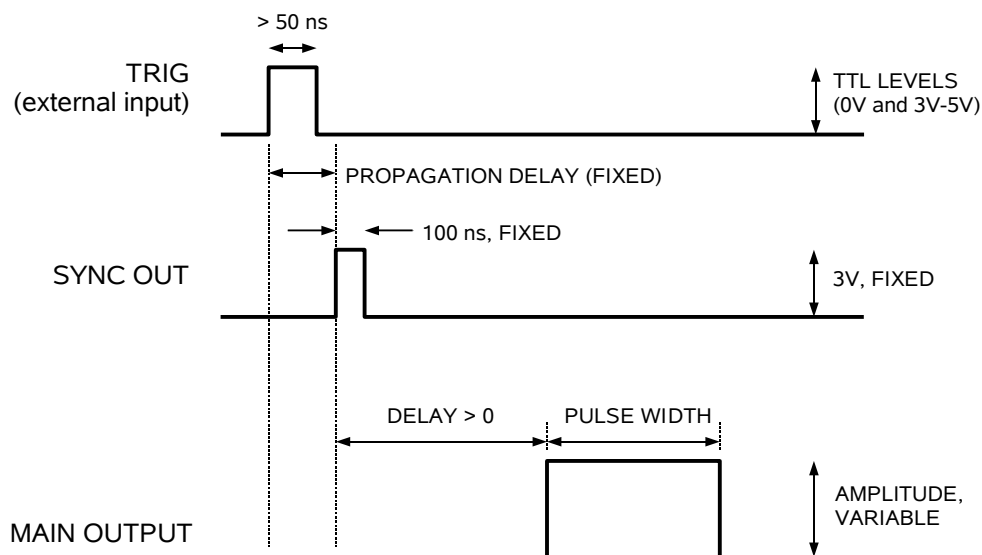 > 50 ns
TRIG
(external input)
TTL LEVELS
(0V and 3V-5V)
PROPAGATION DELAY (FIXED)
100 ns, FIXED
SYNC OUT
3V, FIXED
DELAY > 0
PULSE WIDTH
MAIN OUTPUT
AMPLITUDE,
VARIABLE